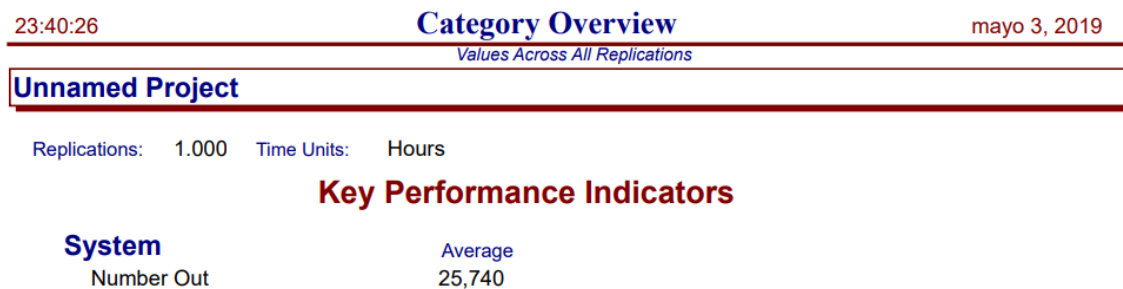 23:40:26 Category Overview mayo 3, 2019
Values Across All Replications
Unnamed Project
Replications: 1.000 Time Units: Hours
Key Performance Indicators
System Average
Number Out 25,740